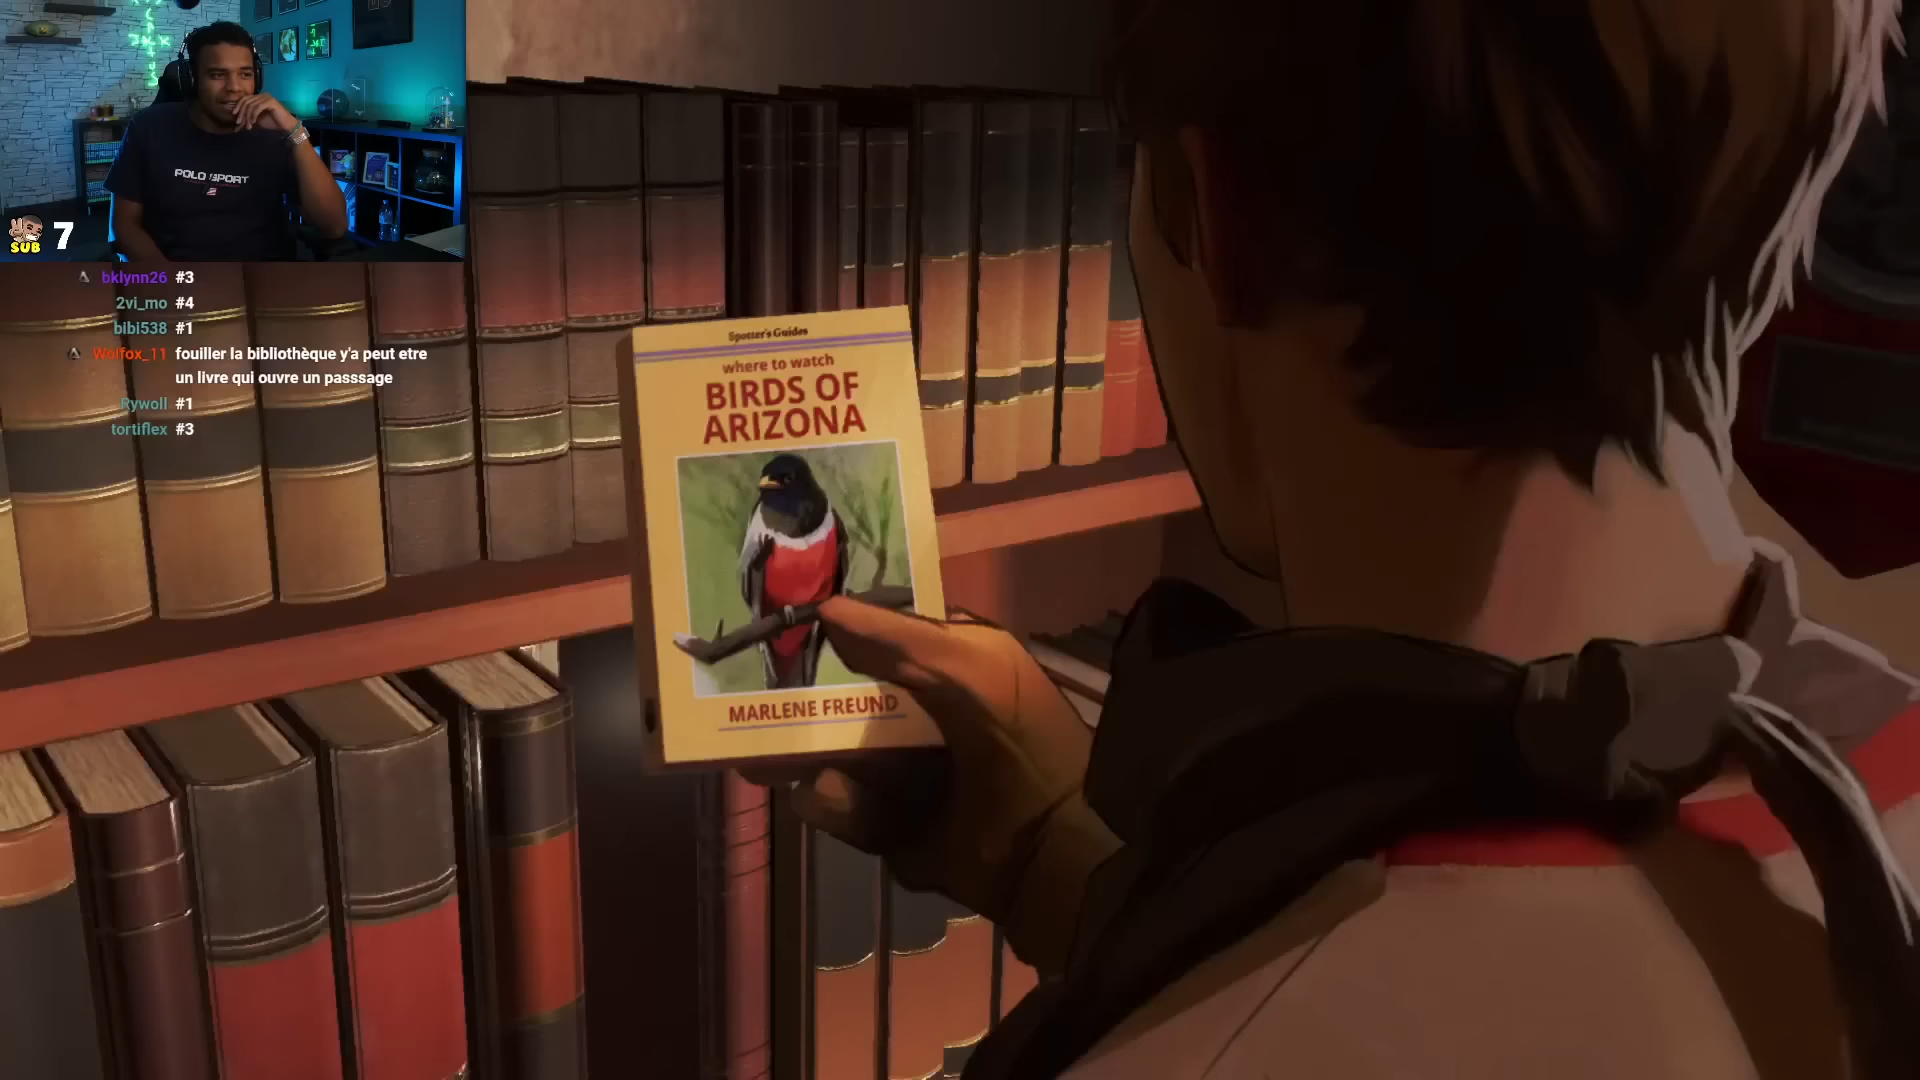 POLO SPORT
SUB 7
bklynn26 #3
2vi_mo #4
bibi538 #1
Wolfox_11 fouiller la bibliothèque y'a peut etre
un livre qui ouvre un passsage
Rywoll #1
tortiflex #3
Spotter's Guides
where to watch
BIRDS OF
ARIZONA
MARLENE FREUND